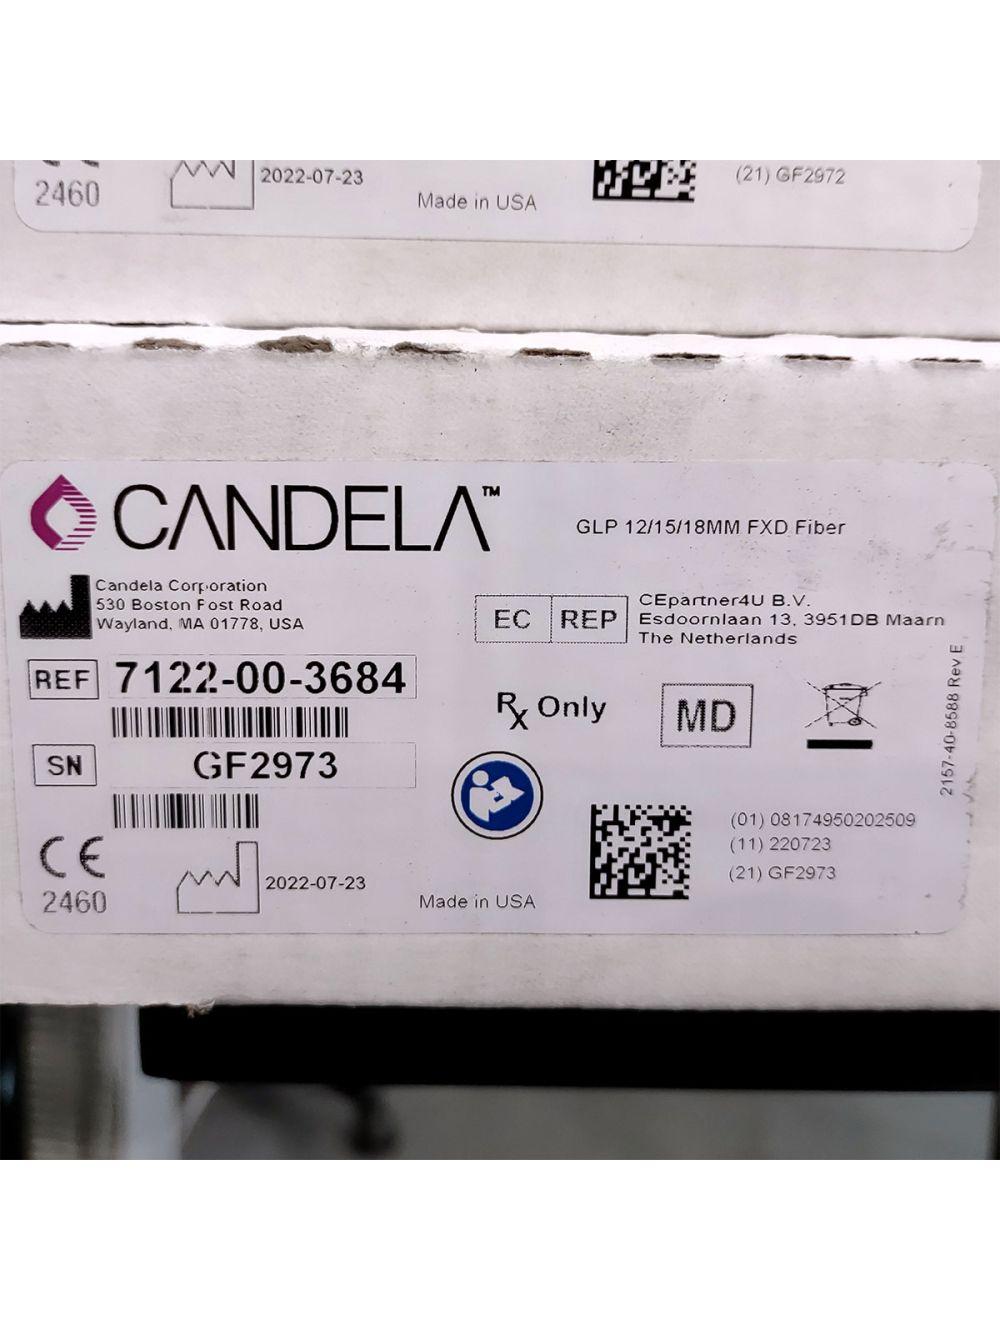 2460
2022-07-23
Made in USA
(21) GF2972
CANDELA™
GLP 12/15/18MM FXD Fiber
Candela Corporation
530 Boston Post Road
Wayland, MA 01778, USA
EC REP
CEpartner4U B.V.
Esdoornlaan 13, 3951DB Maarn
The Netherlands
REF 7122-00-3684
Rx Only
MD
SN GF2973
2157-40-8588 Rev E
CE
2460
2022-07-23
Made in USA
(01) 08174950202509
(11) 220723
(21) GF2973